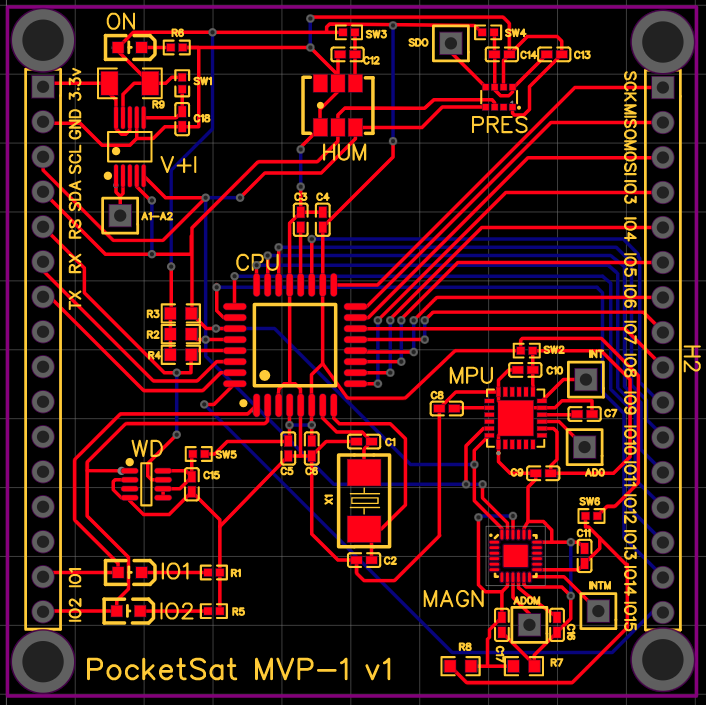 ON
R6
SW3
C12
SDO
SW4
C14
C13
3.3v
GND
SCL
SDA
RS
RX
TX
R9
SW1
C18
V+I
HUM
PRES
A1-A2
C3
C4
CPU
R3
R2
R4
SCK
MISO
MOSI
IO3
IO4
IO5
IO6
IO7
IO8
IO9
IO10
IO11
IO12
IO13
IO14
IO15
H2
SW2
C10
INT
MPU
C8
C7
AD0
C9
WD
SW5
C15
C5
C6
C1
X1
C2
SW6
C11
INTM
MAGN
ADOM
C17
C16
R8
R7
IO1
IO2
IO1
R1
IO2
R5
PocketSat MVP-1 v1